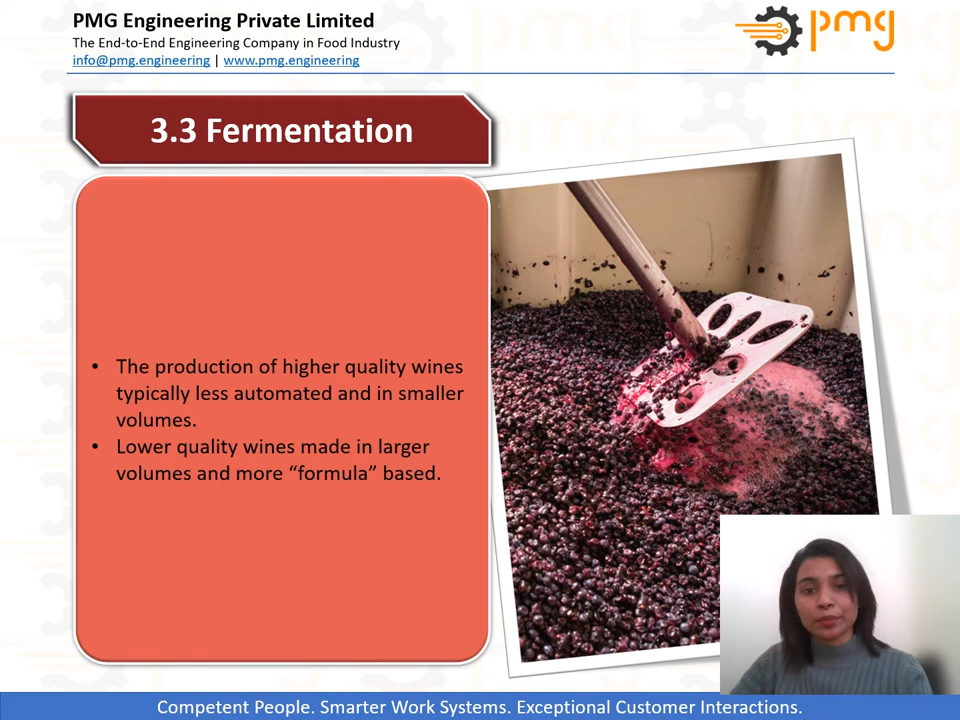 PMG Engineering Private Limited
The End-to-End Engineering Company in Food Industry
info@pmg.engineering | www.pmg.engineering
pmg
3.3 Fermentation
• The production of higher quality wines
typically less automated and in smaller
volumes.
• Lower quality wines made in larger
volumes and more “formula” based.
Competent People. Smarter Work Systems. Exceptional Customer Interactions.